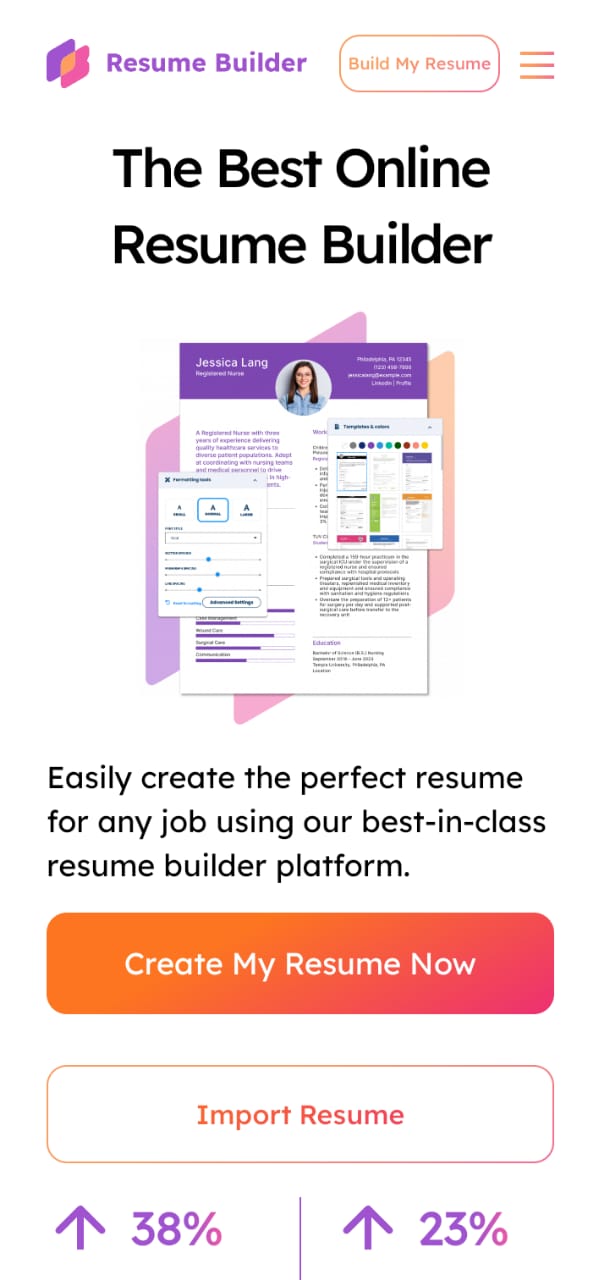 Resume Builder
Build My Resume
The Best Online
Resume Builder
Jessica Lang
Registered Nurse
Philadelphia, PA 12345
(123) 456-7890
jessicalang@example.com
LinkedIn | Profile
A Registered Nurse with three
years of experience delivering
quality healthcare services to
diverse patient populations. Adept
at coordinating with nursing teams
and medical personnel to drive
in high-
Work
Templates & colors
Formatting tools
A
SMALL
A
NORMAL
A
LARGE
Advanced Settings
Completed a 150-hour practicum in the
surgical ICU under the supervision of a
registered nurse and ensured
compliance with hospital protocols
Prepared surgical tools and operating
theaters, replenished medical inventory
and equipment and ensured compliance
with sanitation and hygiene regulations
Oversaw the preparation of 12+ patients
for surgery per day and supported post-
surgical care before transfer to the
recovery unit
Case Management
Wound Care
Surgical Care
Communication
Education
Bachelor of Science (B.S.) Nursing
Temple University, Philadelphia, PA
Location
Easily create the perfect resume
for any job using our best-in-class
resume builder platform.
Create My Resume Now
Import Resume
38%
23%